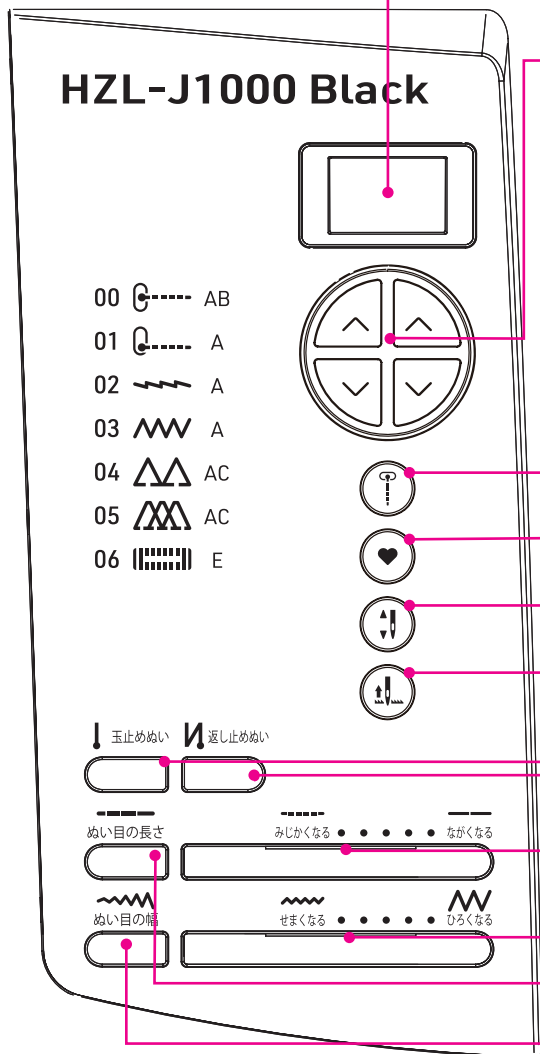 HZL-J1000 Black
00 AB
01 A
02 A
03 A
04 AC
05 AC
06 E
玉止めぬい 返し止めぬい
ぬい目の長さ みじかくなる ながくなる
ぬい目の幅 せまくなる ひろくなる